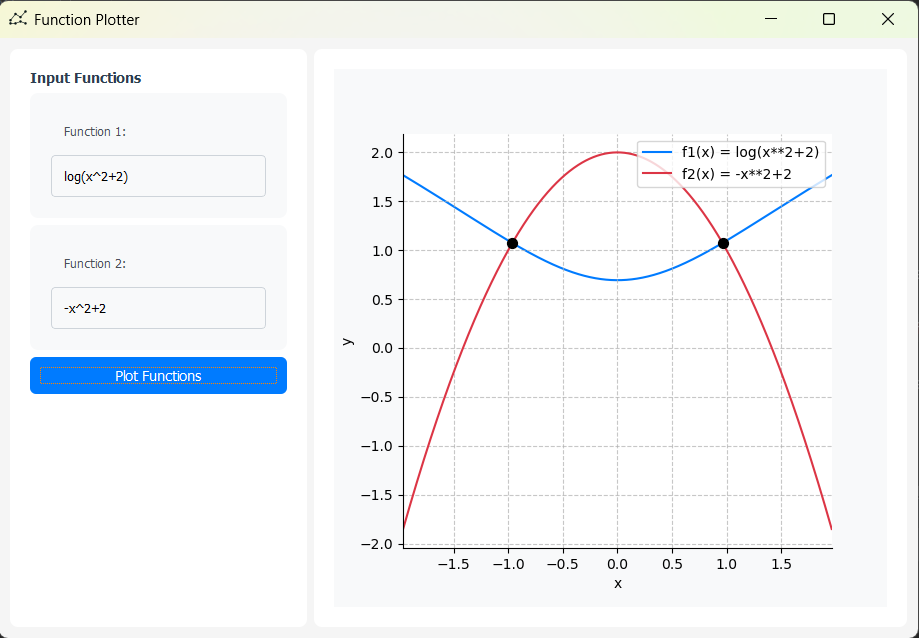 Function Plotter
Input Functions
Function 1:
log(x^2+2)
Function 2:
-x^2+2
Plot Functions
f1(x) = log(x**2+2)
f2(x) = -x**2+2
2.0
1.5
1.0
0.5
0.0
−0.5
−1.0
−1.5
−2.0
y
−1.5 −1.0 −0.5 0.0 0.5 1.0 1.5
x